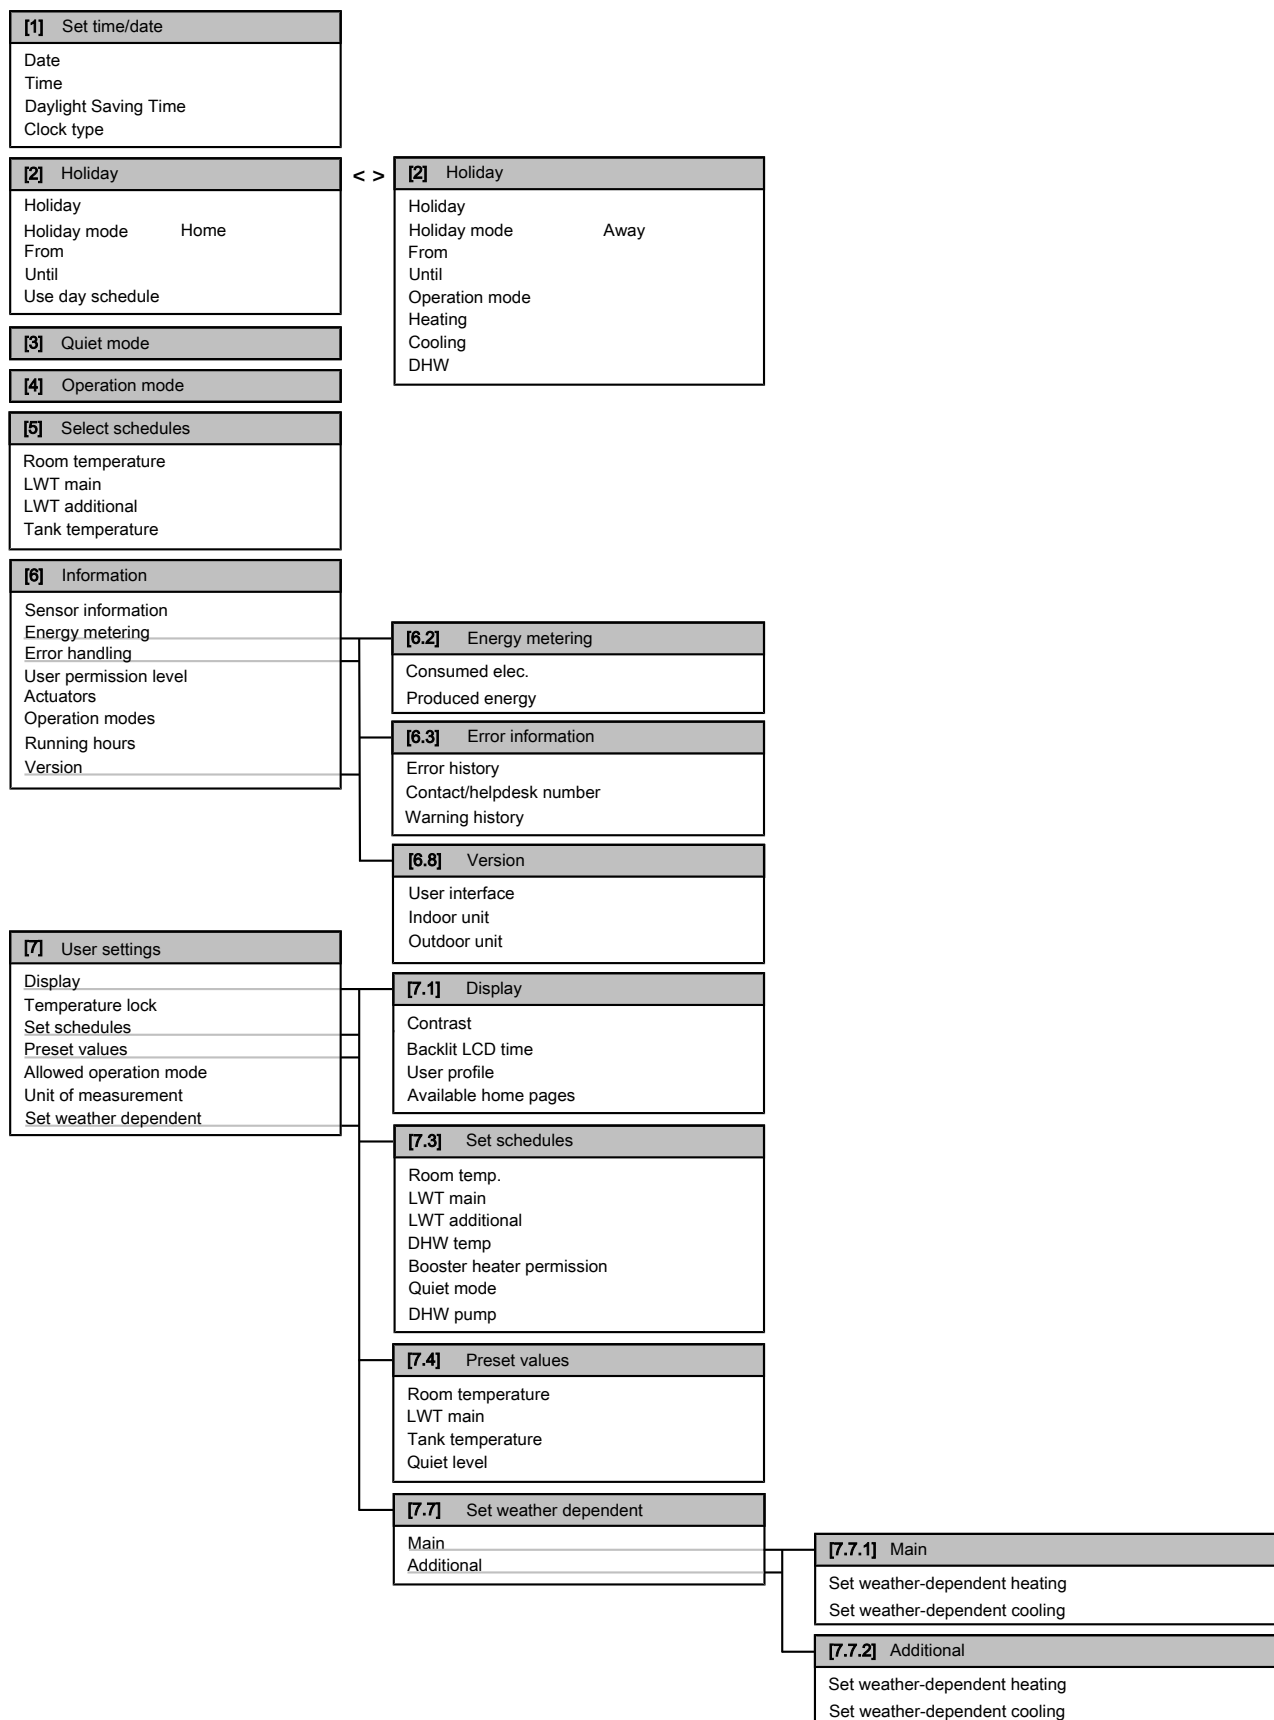 [1] Set time/date
Date
Time
Daylight Saving Time
Clock type
[2] Holiday
Holiday
Holiday mode Home
From
Until
Use day schedule
< >
[2] Holiday
Holiday
Holiday mode Away
From
Until
Operation mode
Heating
Cooling
DHW
[3] Quiet mode
[4] Operation mode
[5] Select schedules
Room temperature
LWT main
LWT additional
Tank temperature
[6] Information
Sensor information
Energy metering
Error handling
User permission level
Actuators
Operation modes
Running hours
Version
[6.2] Energy metering
Consumed elec.
Produced energy
[6.3] Error information
Error history
Contact/helpdesk number
Warning history
[6.8] Version
User interface
Indoor unit
Outdoor unit
[7] User settings
Display
Temperature lock
Set schedules
Preset values
Allowed operation mode
Unit of measurement
Set weather dependent
[7.1] Display
Contrast
Backlit LCD time
User profile
Available home pages
[7.3] Set schedules
Room temp.
LWT main
LWT additional
DHW temp
Booster heater permission
Quiet mode
DHW pump
[7.4] Preset values
Room temperature
LWT main
Tank temperature
Quiet level
[7.7] Set weather dependent
Main
Additional
[7.7.1] Main
Set weather-dependent heating
Set weather-dependent cooling
[7.7.2] Additional
Set weather-dependent heating
Set weather-dependent cooling